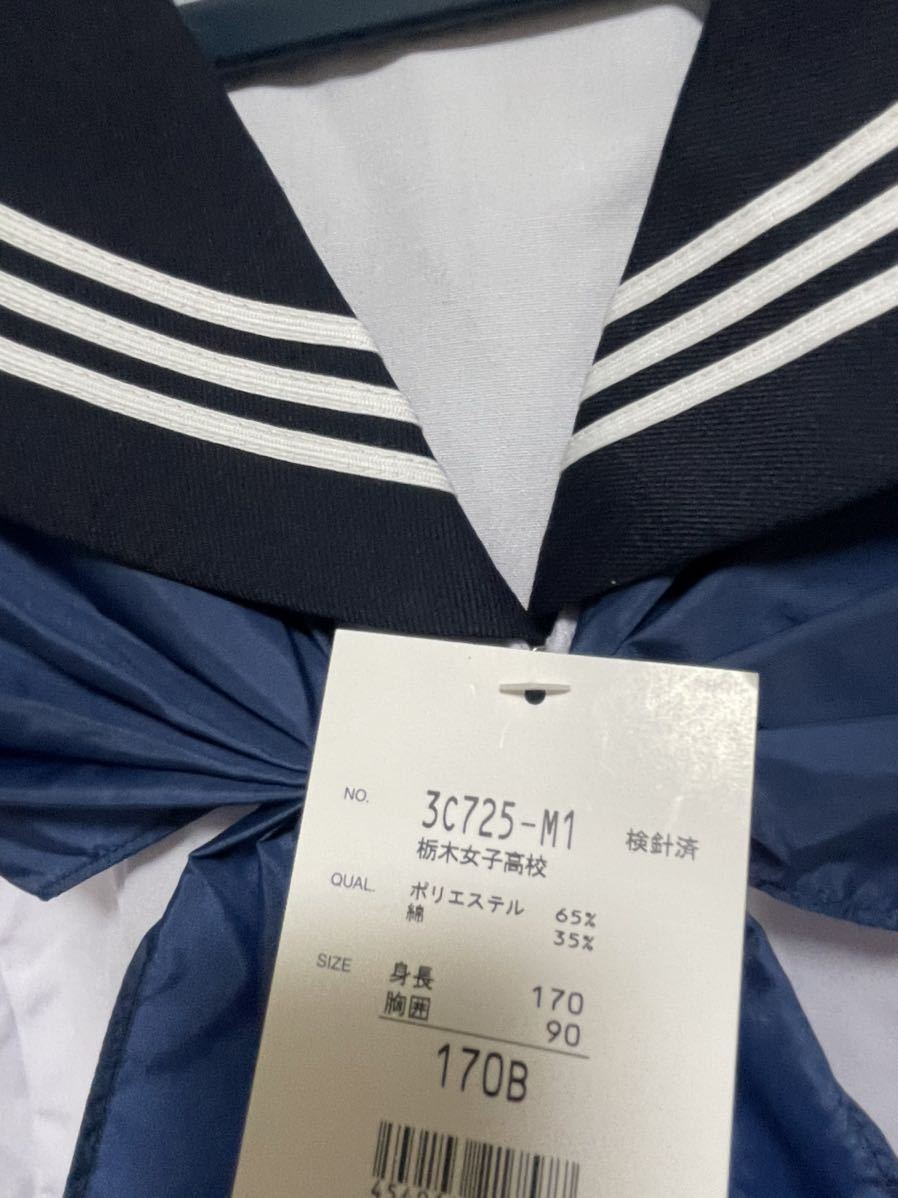 NO. 3C725-M1 検針済
栃木女子高校
QUAL. ポリエステル 65%
綿 35%
SIZE 身長 170
胸囲 90
170B